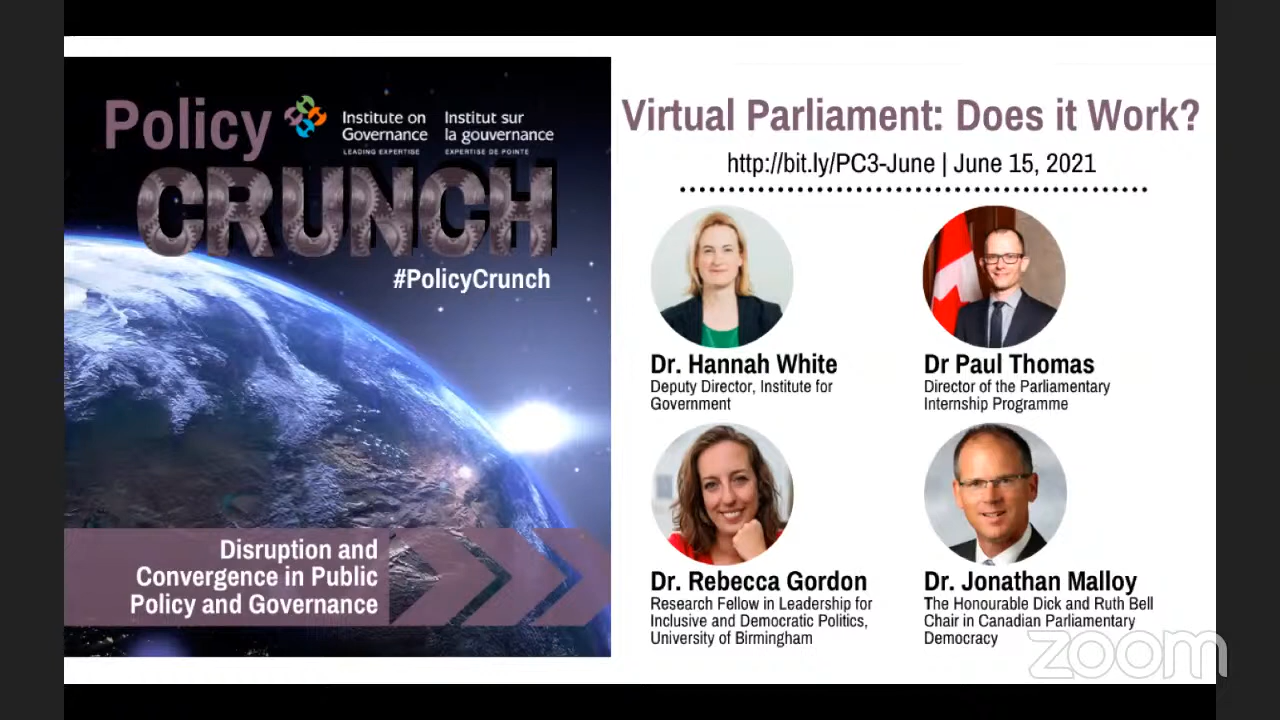 Policy
Institute on
Governance
LEADING EXPERTISE
Institut sur
la gouvernance
EXPERTISE DE POINTE
CRUNCH
#PolicyCrunch
Disruption and
Convergence in Public
Policy and Governance
Virtual Parliament: Does it Work?
http://bit.ly/PC3-June | June 15, 2021
Dr. Hannah White
Deputy Director, Institute for
Government
Dr Paul Thomas
Director of the Parliamentary
Internship Programme
Dr. Rebecca Gordon
Research Fellow in Leadership for
Inclusive and Democratic Politics,
University of Birmingham
Dr. Jonathan Malloy
The Honourable Dick and Ruth Bell
Chair in Canadian Parliamentary
Democracy
zoom